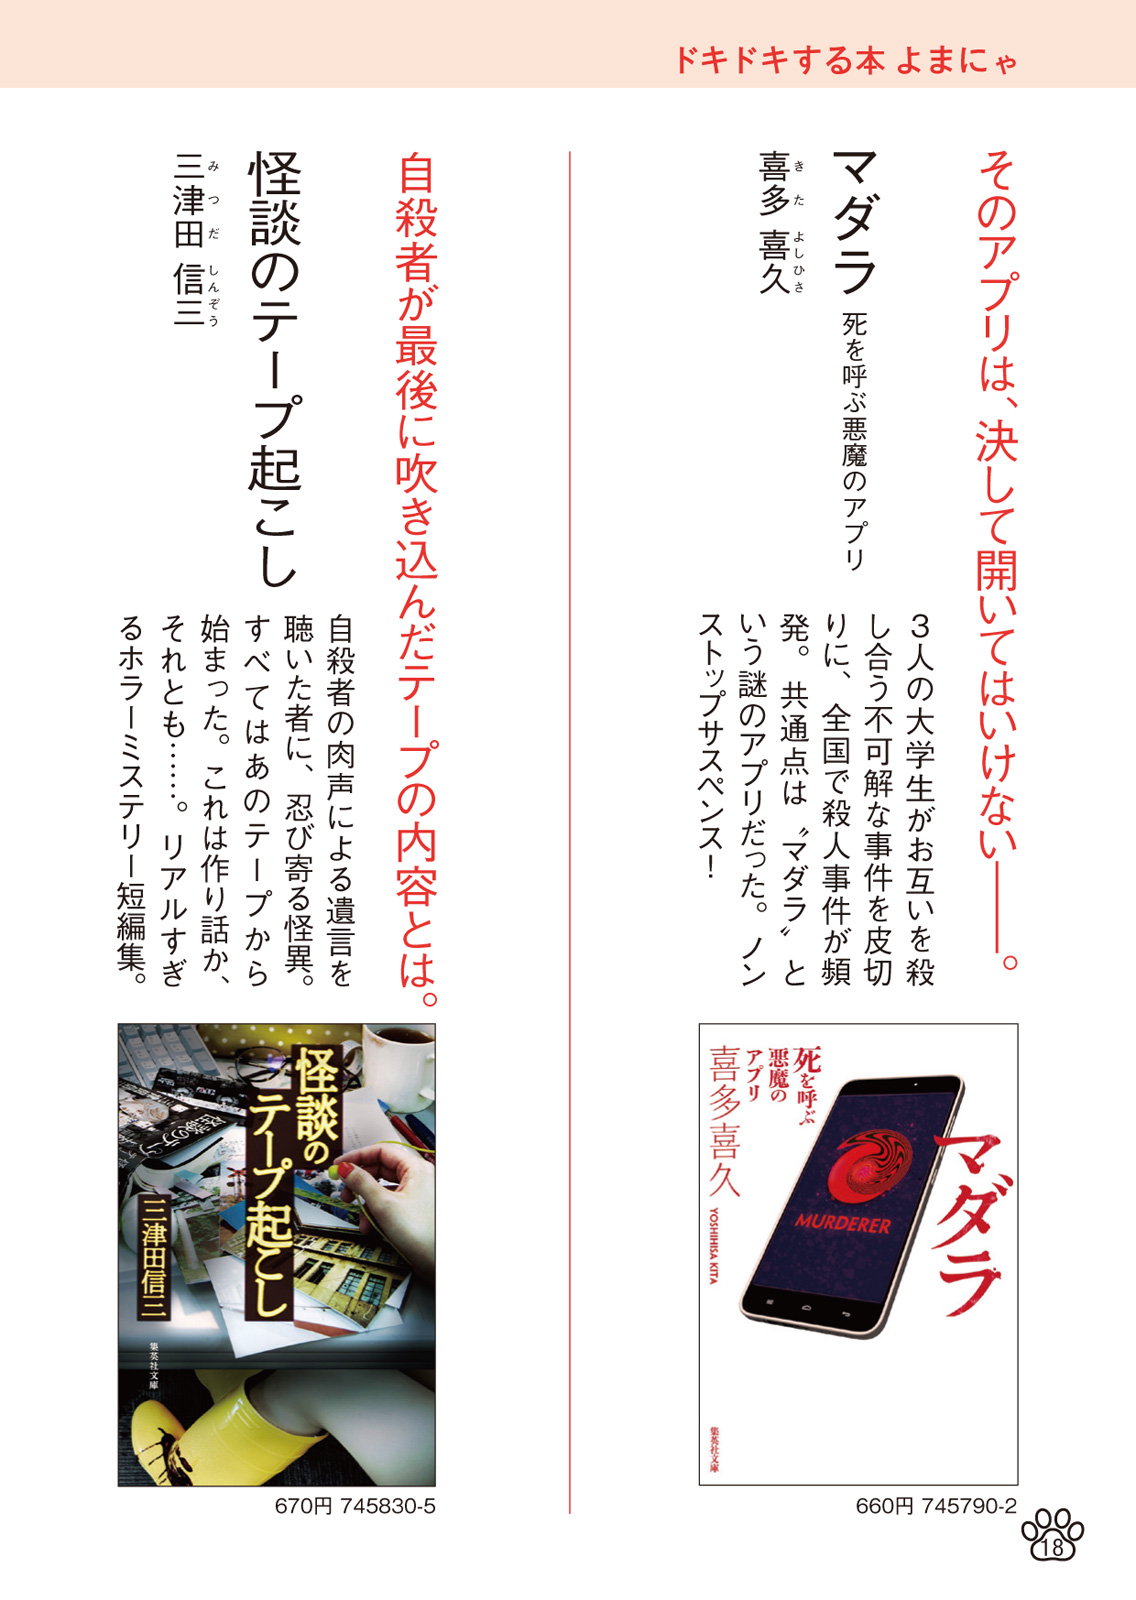 ドキドキする本 よまにゃ
そのアプリは、決して開いてはいけない――。
マダラ 死を呼ぶ悪魔のアプリ
喜多 喜久
きた よしひさ
3人の大学生がお互いを殺
し合う不可解な事件を皮切
りに、全国で殺人事件が頻
発。共通点は〝マダラ〟と
いう謎のアプリだった。ノン
ストップサスペンス!
マダラ
死を呼ぶ
悪魔の
アプリ
喜多喜久
YOSHIHISA KITA
MURDERER
集英社文庫
660円 745790-2
自殺者が最後に吹き込んだテープの内容とは。
怪談のテープ起こし
三津田 信三
みつだ しんぞう
自殺者の肉声による遺言を
聴いた者に、忍び寄る怪異。
すべてはあのテープから
始まった。これは作り話か、
それとも……。リアルすぎ
るホラーミステリー短編集。
怪談の
テープ起こし
三津田信三
集英社文庫
670円 745830-5
18